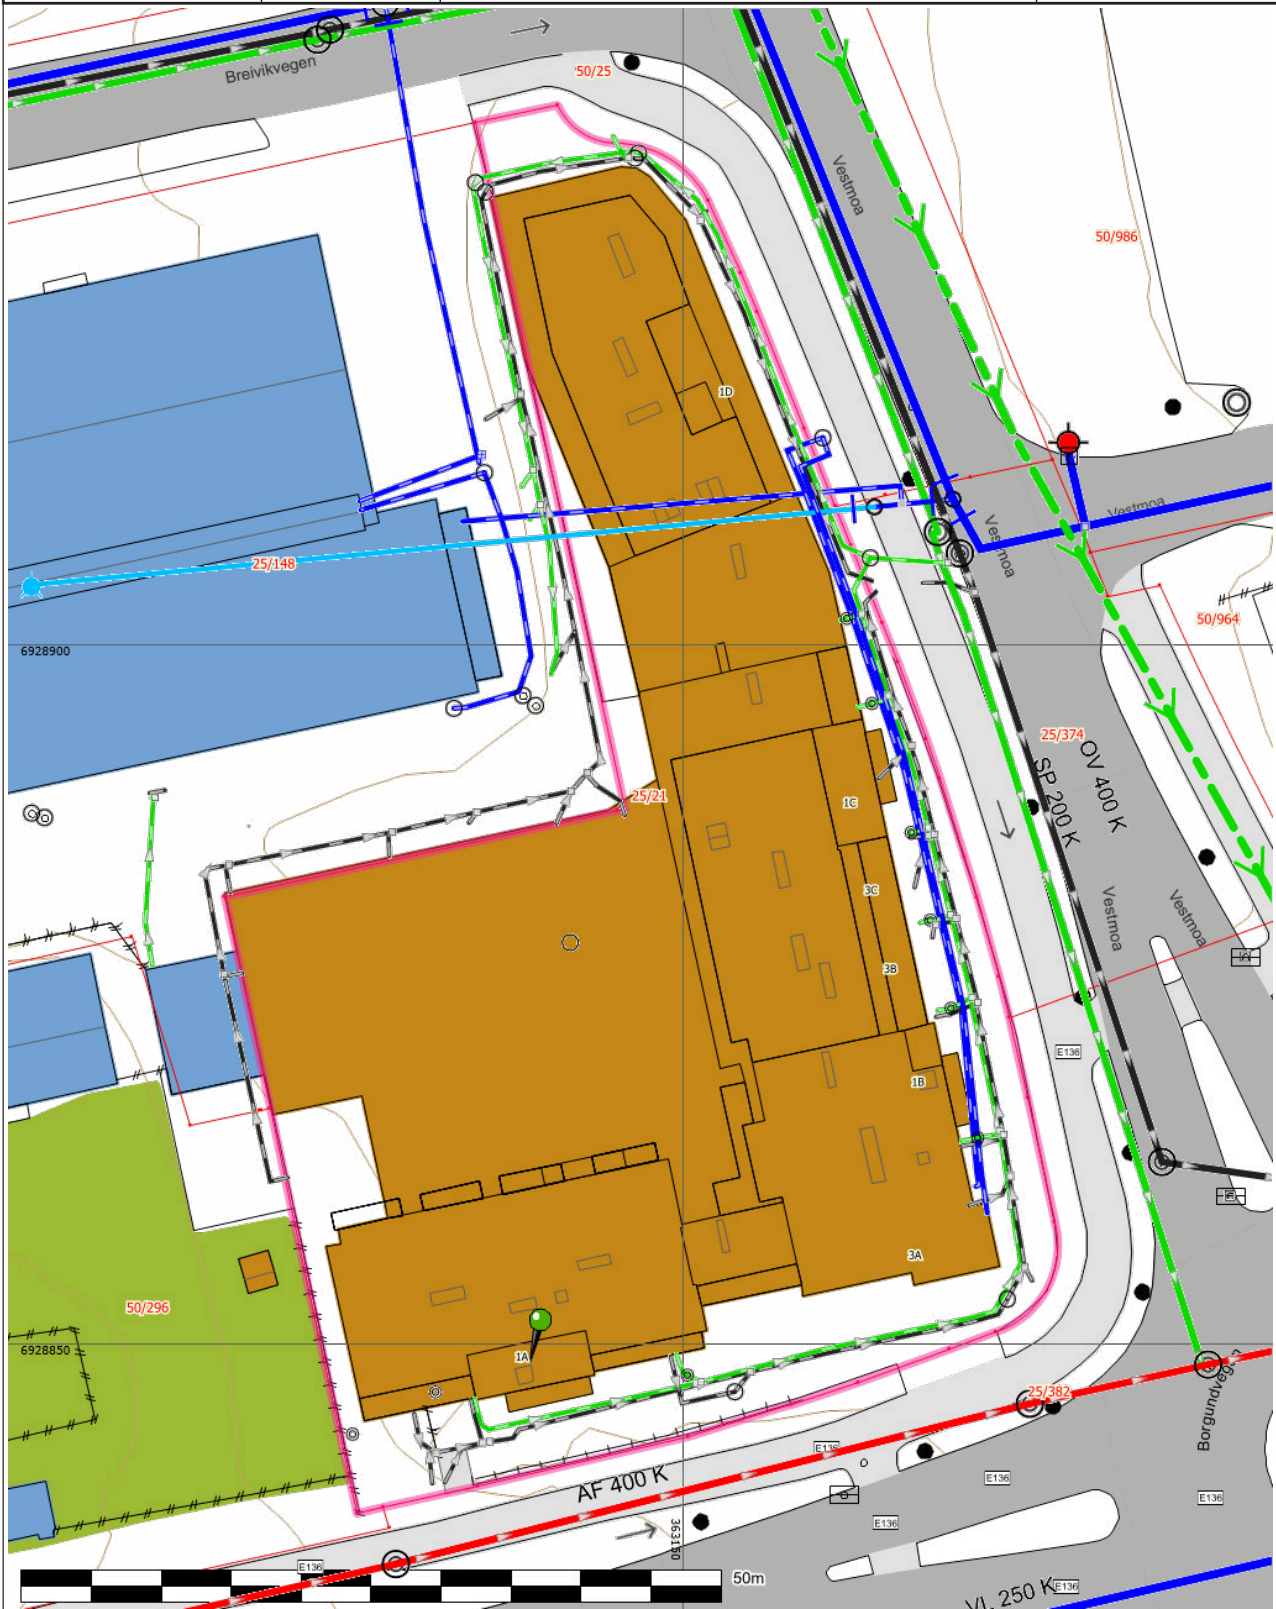 50/25
Breivikvegen
Vestmoa
50/986
1D
Vestmoa
Vestmoa
25/148
50/964
6928900
25/374
OV 400 K
SP 200 K
25/21
1C
3C
Vestmoa
Vestmoa
3B
E136
1B
3A
50/296
6928850
1A
25/382
Borgundvegen
E136
E136
AF 400 K
E136
E136
363150
E136
50m
E136
VL 250 K